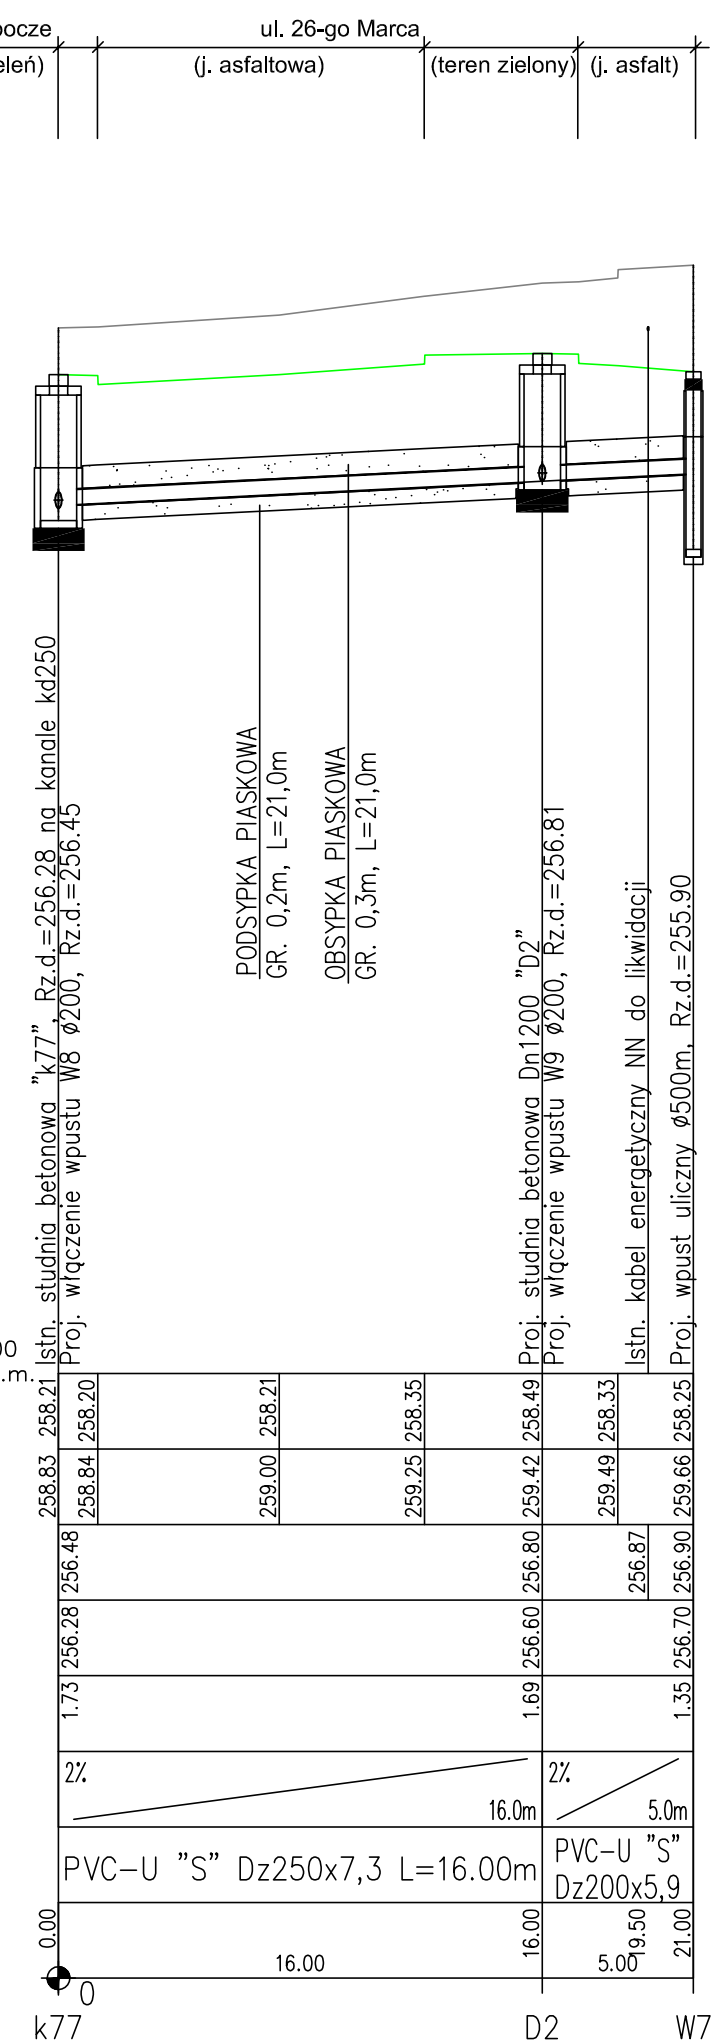 bocze
ul. 26-go Marca
eleń)
(j. asfaltowa)
(teren zielony)
(j. asfalt)
Istn. studnia betonowa "k77", Rz.d.=256.28 na kanale kd250
Proj. włączenie wpustu W8 ø200, Rz.d.=256.45
PODSYPKA PIASKOWA
GR. 0,2m, L=21,0m
OBSYPKA PIASKOWA
GR. 0,3m, L=21,0m
Proj. studnia betonowa Dn1200 "D2"
Proj. włączenie wpustu W9 ø200, Rz.d.=256.81
Istn. kabel energetyczny NN do likwidacji
Proj. wpust uliczny ø500m, Rz.d.=255.90
00
.m.
258.21 258.20 258.21 258.35 258.49 258.33 258.25
258.83 258.84 259.00 259.25 259.42 259.49 259.66
256.48 256.80 256.87 256.90
256.28 256.60 256.70
1.73 1.69 1.35
2% 16.0m 2% 5.0m
PVC-U "S" Dz250x7,3 L=16.00m
PVC-U "S"
Dz200x5,9
0.00 16.00 19.50 21.00
16.00 5.00
0
k77 D2 W7